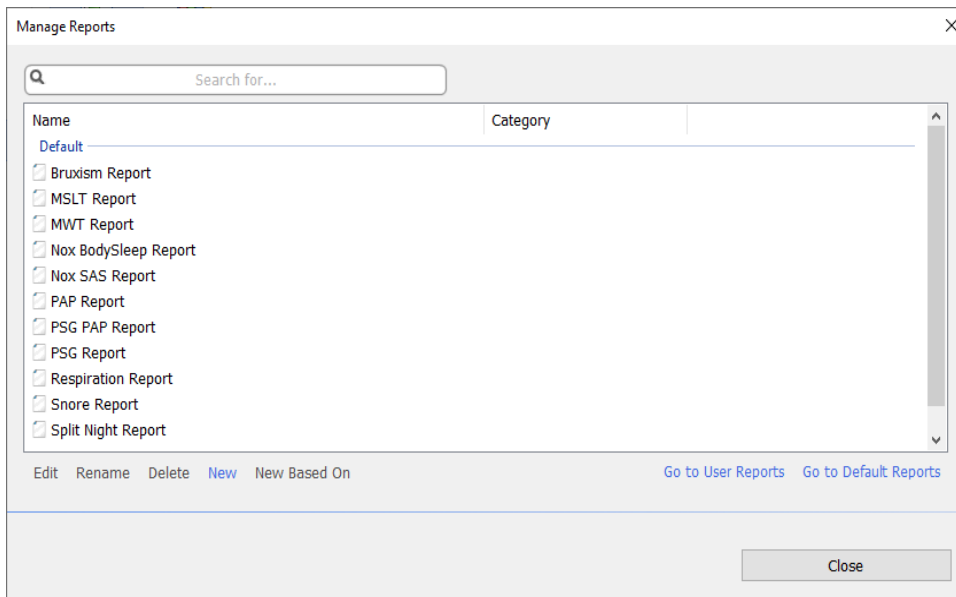 Manage Reports
Search for...
Name Category
Default
Bruxism Report
MSLT Report
MWT Report
Nox BodySleep Report
Nox SAS Report
PAP Report
PSG PAP Report
PSG Report
Respiration Report
Snore Report
Split Night Report
Edit Rename Delete New New Based On Go to User Reports Go to Default Reports
Close